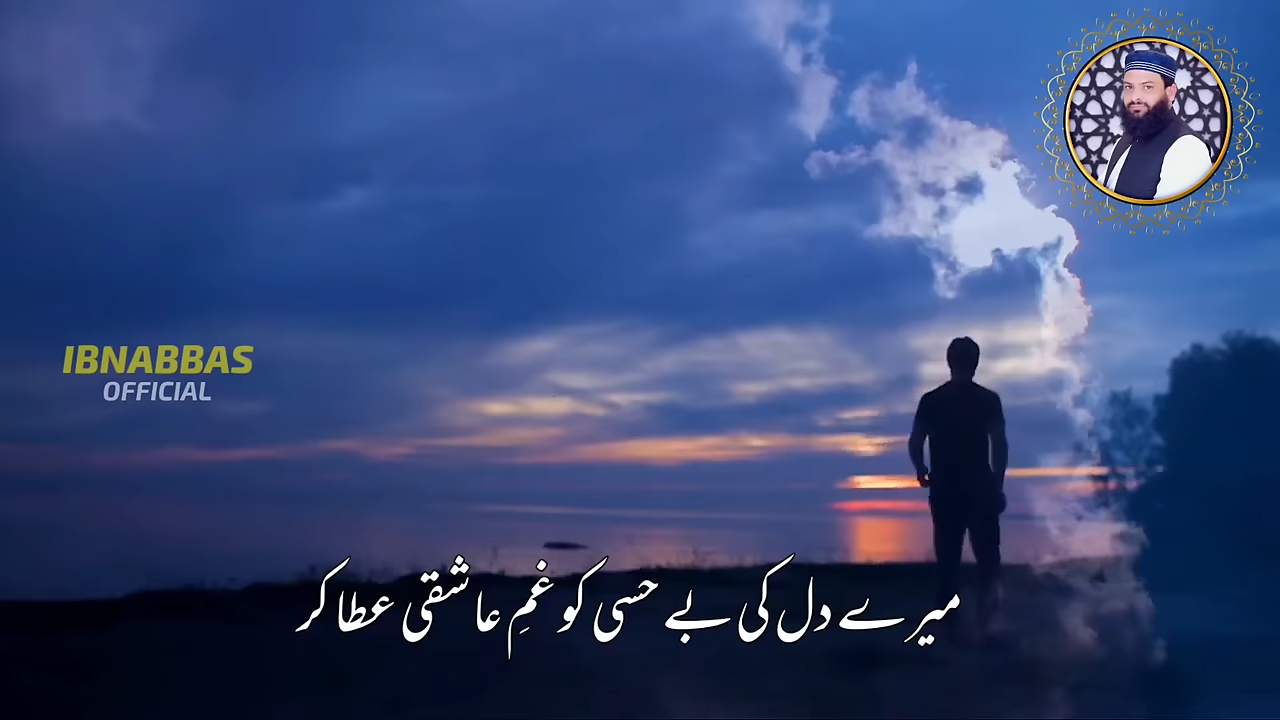 IBNABBAS
OFFICIAL
میرے دل کی بے حسی کو غمِ عاشقی عطا کر